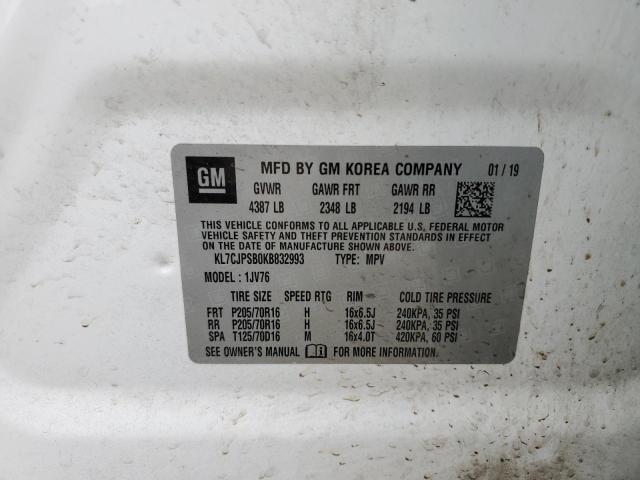 GM MFD BY GM KOREA COMPANY 01 / 19
GVWR GAWR FRT GAWR RR
4387 LB 2348 LB 2194 LB
THIS VEHICLE CONFORMS TO ALL APPLICABLE U.S. FEDERAL MOTOR
VEHICLE SAFETY AND THEFT PREVENTION STANDARDS IN EFFECT ON
THE DATE OF MANUFACTURE SHOWN ABOVE.
KL7CJPSB0KB832993 TYPE: MPV
MODEL : 1JV76
TIRE SIZE SPEED RTG RIM COLD TIRE PRESSURE
FRT P205/70R16 H 16x6.5J 240KPA, 35 PSI
RR P205/70R16 H 16x6.5J 240KPA, 35 PSI
SPA T125/70D16 M 16x4.0T 420KPA, 60 PSI
SEE OWNER'S MANUAL FOR MORE INFORMATION.